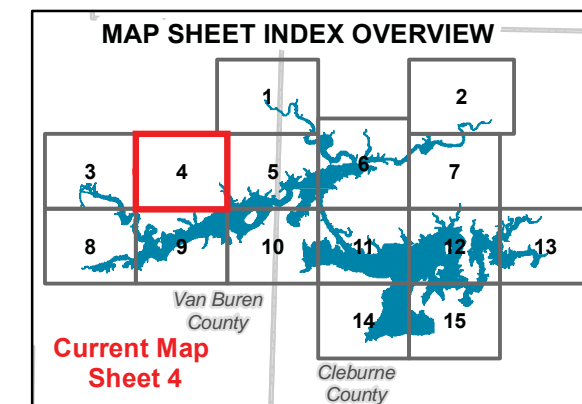 MAP SHEET INDEX OVERVIEW
1
2
3
4
5
6
7
8
9
10
11
12
13
Van Buren
County
14
15
Current Map
Sheet 4
Cleburne
County